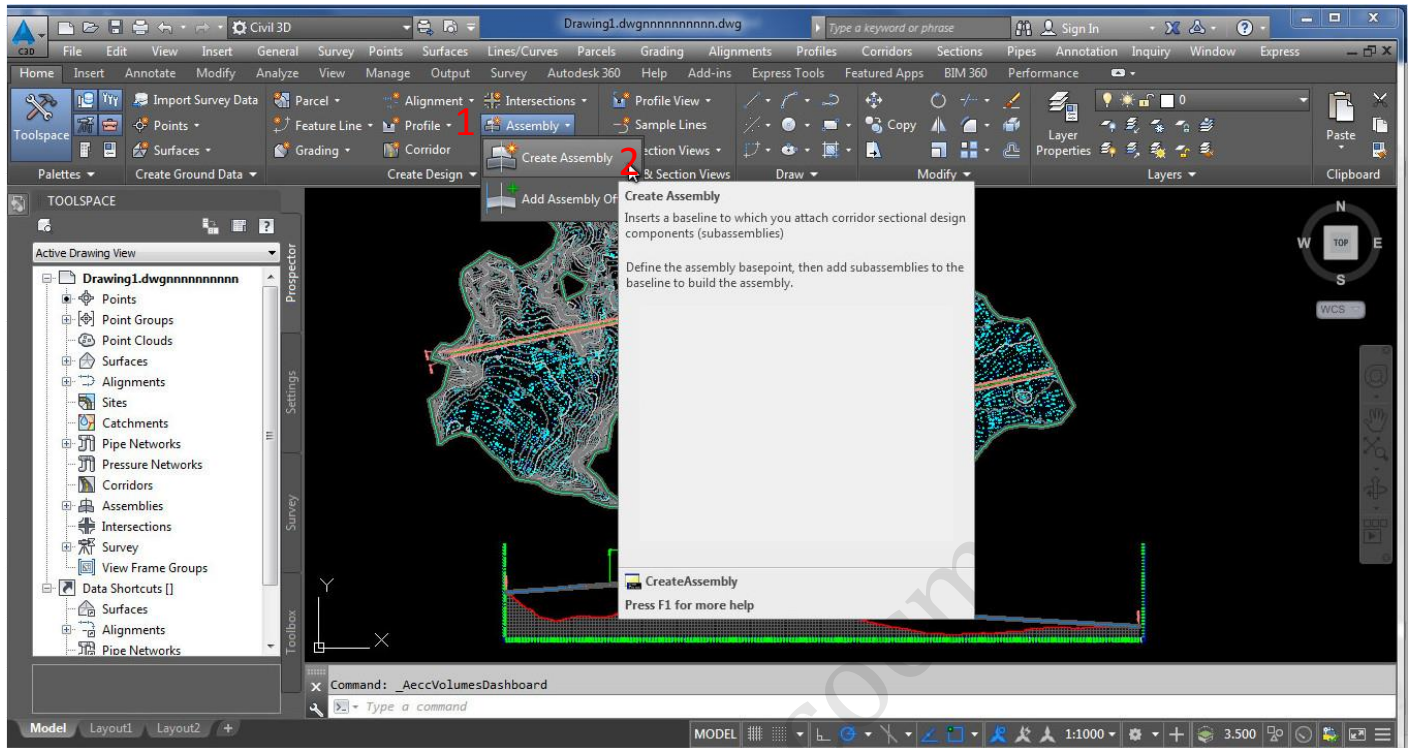 Civil 3D
Drawing1.dwgnnnnnnnnnn.dwg
Type a keyword or phrase
Sign In
C3D
File Edit View Insert General Survey Points Surfaces Lines/Curves Parcels Grading Alignments Profiles Corridors Sections Pipes Annotation Inquiry Window Express
Home Insert Annotate Modify Analyze View Manage Output Survey Autodesk 360 Help Add-ins Express Tools Featured Apps BIM 360 Performance
Import Survey Data Parcel Alignment Intersections Profile View 0
1
Toolspace Points Feature Line Profile Assembly Sample Lines Copy Layer Properties Paste
Surfaces Grading Corridor Create Assembly 2 ection Views
Palettes Create Ground Data Create Design & Section Views Draw Modify Layers Clipboard
Add Assembly Of
Create Assembly
Inserts a baseline to which you attach corridor sectional design
components (subassemblies)
Define the assembly basepoint, then add subassemblies to the
baseline to build the assembly.
CreateAssembly
Press F1 for more help
TOOLSPACE
Active Drawing View
Drawing1.dwgnnnnnnnnnn
Points
Point Groups
Point Clouds
Surfaces
Alignments
Sites
Catchments
Pipe Networks
Pressure Networks
Corridors
Assemblies
Intersections
Survey
View Frame Groups
Data Shortcuts []
Surfaces
Alignments
Pipe Networks
Prospector
Settings
Survey
Toolbox
N
W TOP E
S
WCS
Y
X
Command: _AeccVolumesDashboard
Type a command
Model Layout1 Layout2 +
MODEL 1:1000 3.500